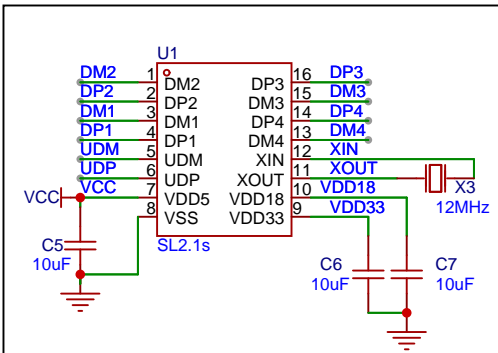 U1
DM2 1 DM2 DP3 16 DP3
DP2 2 DP2 DM3 15 DM3
DM1 3 DM1 DP4 14 DP4
DP1 4 DP1 DM4 13 DM4
UDM 5 UDM XIN 12 XIN
UDP 6 UDP XOUT 11 XOUT
VCC VCC 7 VDD5 VDD18 10 VDD18
8 VSS VDD33 9 VDD33
SL2.1s
X3
12MHz
C5
10uF
C6
10uF
C7
10uF